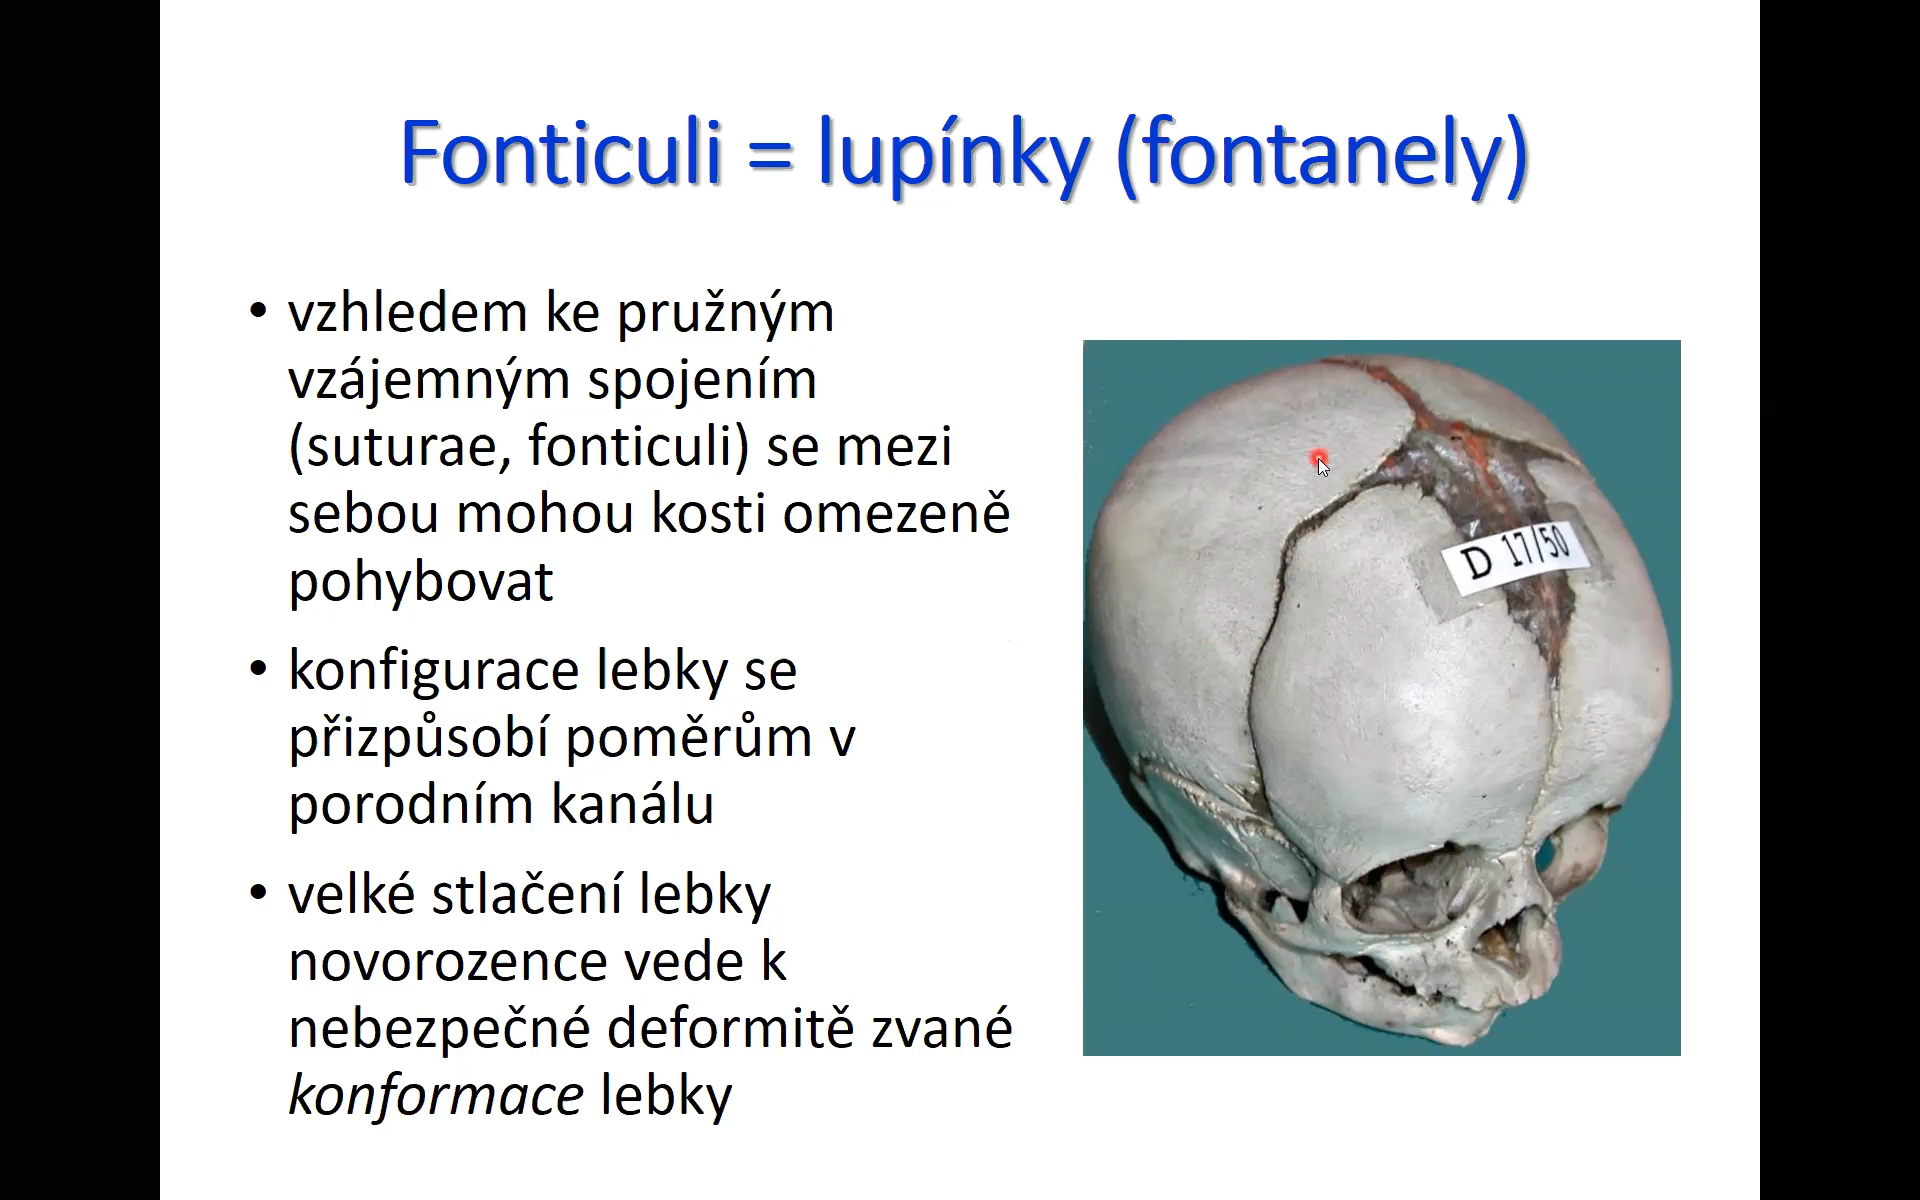 Fonticuli = lupínky (fontanely)
• vzhledem ke pružným
vzájemným spojením
(suturae, fonticuli) se mezi
sebou mohou kosti omezeně
pohybovat
• konfigurace lebky se
přizpůsobí poměrům v
porodním kanálu
• velké stlačení lebky
novorozence vede k
nebezpečné deformitě zvané
konformace lebky
D 17/50